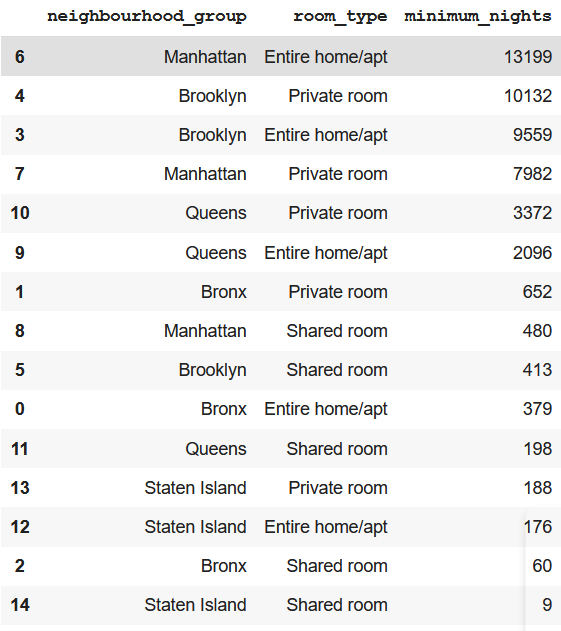 neighbourhood_group room_type minimum_nights
6 Manhattan Entire home/apt 13199
4 Brooklyn Private room 10132
3 Brooklyn Entire home/apt 9559
7 Manhattan Private room 7982
10 Queens Private room 3372
9 Queens Entire home/apt 2096
1 Bronx Private room 652
8 Manhattan Shared room 480
5 Brooklyn Shared room 413
0 Bronx Entire home/apt 379
11 Queens Shared room 198
13 Staten Island Private room 188
12 Staten Island Entire home/apt 176
2 Bronx Shared room 60
14 Staten Island Shared room 9